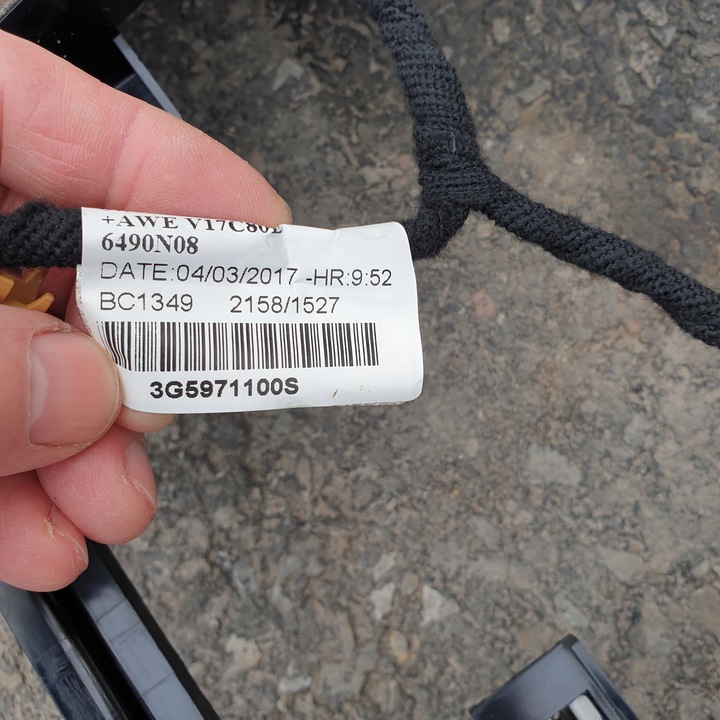 +AWE
6490N08
DATE:04/03/2017 -HR:9:52
BC1349 2158/1527
3G5971100S